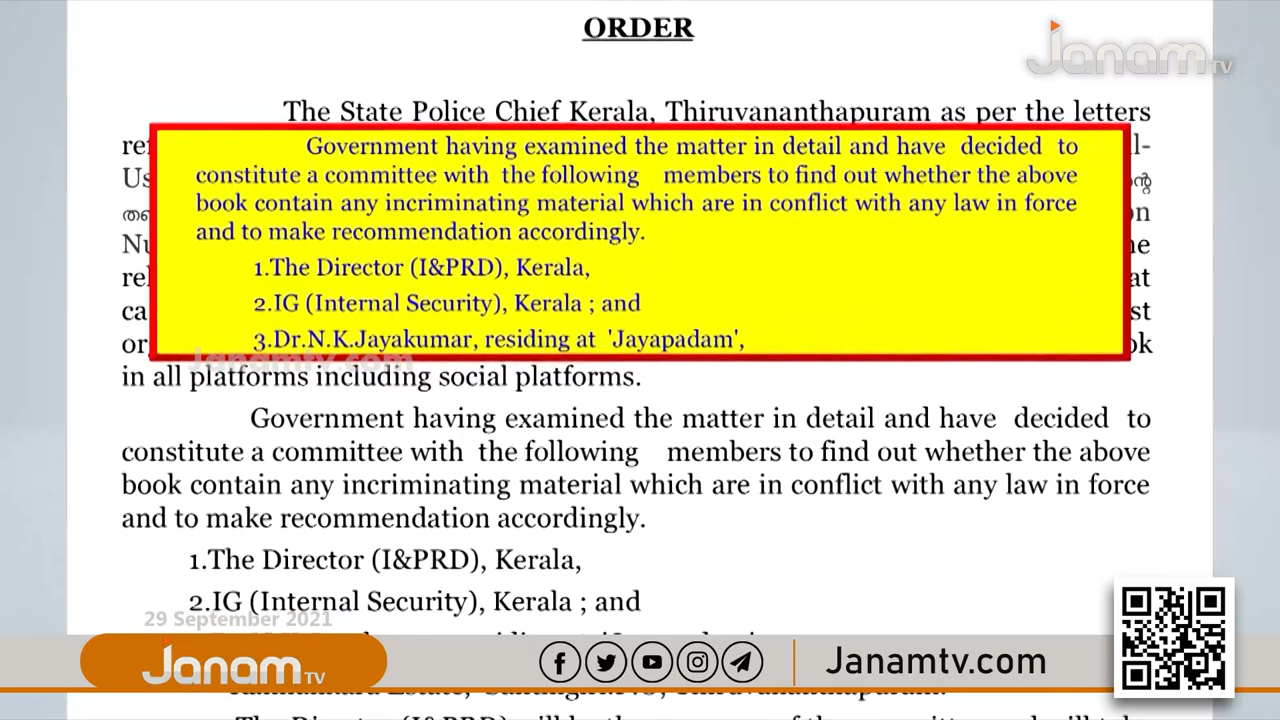 ORDER
Janam TV
The State Police Chief Kerala, Thiruvananthapuram as per the letters
Government having examined the matter in detail and have decided to
constitute a committee with the following members to find out whether the above
book contain any incriminating material which are in conflict with any law in force
and to make recommendation accordingly.
1.The Director (I&PRD), Kerala,
2.IG (Internal Security), Kerala ; and
3.Dr.N.K.Jayakumar, residing at 'Jayapadam',
Janamtv.com
in all platforms including social platforms.
Government having examined the matter in detail and have decided to
constitute a committee with the following members to find out whether the above
book contain any incriminating material which are in conflict with any law in force
and to make recommendation accordingly.
1.The Director (I&PRD), Kerala,
2.IG (Internal Security), Kerala ; and
29 September 2021
Janam TV
Janamtv.com